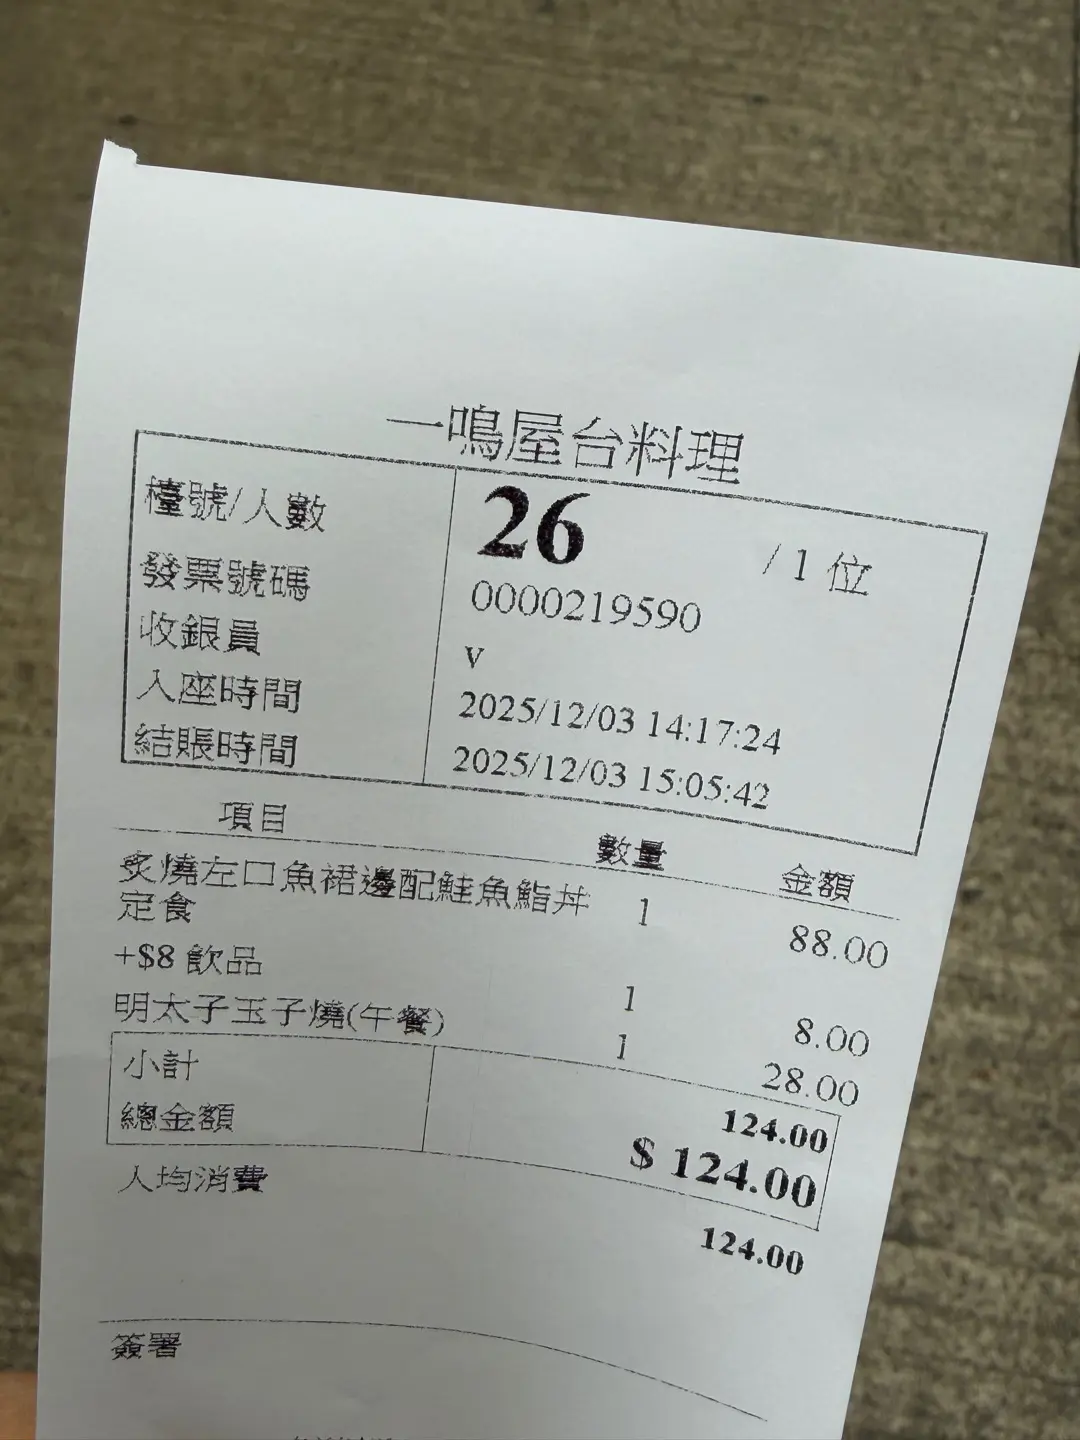 一鳴屋台料理
檯號/人數 26 / 1 位
發票號碼 0000219590
收銀員 v
入座時間 2025/12/03 14:17:24
結賬時間 2025/12/03 15:05:42
項目 數量 金額
炙燒左口魚裙邊配鮭魚鮨丼 1 88.00
定食
+$8 飲品 1 8.00
明太子玉子燒(午餐) 1 28.00
小計 124.00
總金額 $ 124.00
人均消費 124.00
簽署